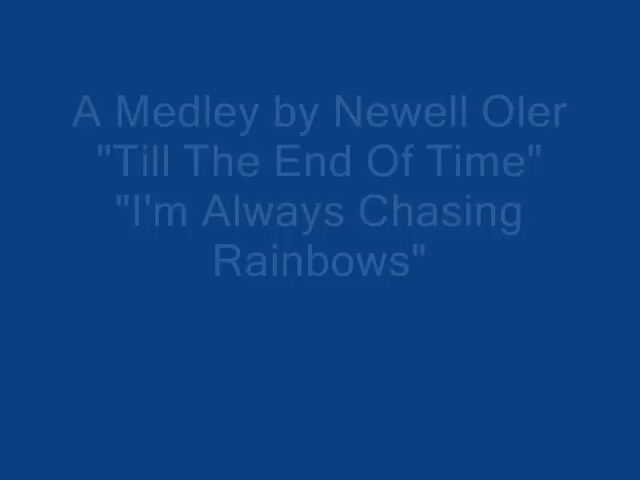 A Medley by Newell Oler
"Till The End Of Time"
"I'm Always Chasing
Rainbows"